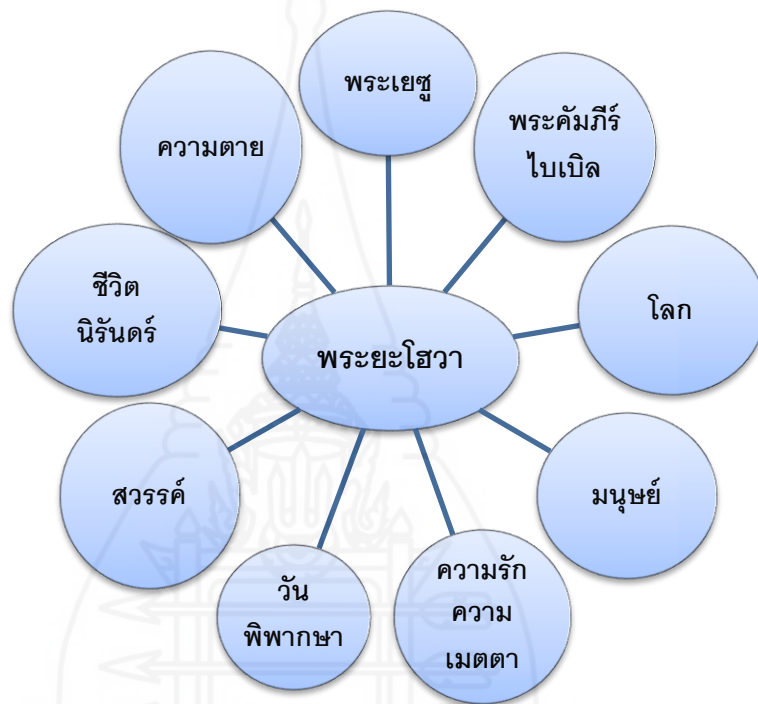 พระเยซู
พระคัมภีร์
ไบเบิล
โลก
มนุษย์
ความรัก
ความ
เมตตา
วัน
พิพากษา
สวรรค์
ชีวิต
นิรันดร์
ความตาย
พระยะโฮวา